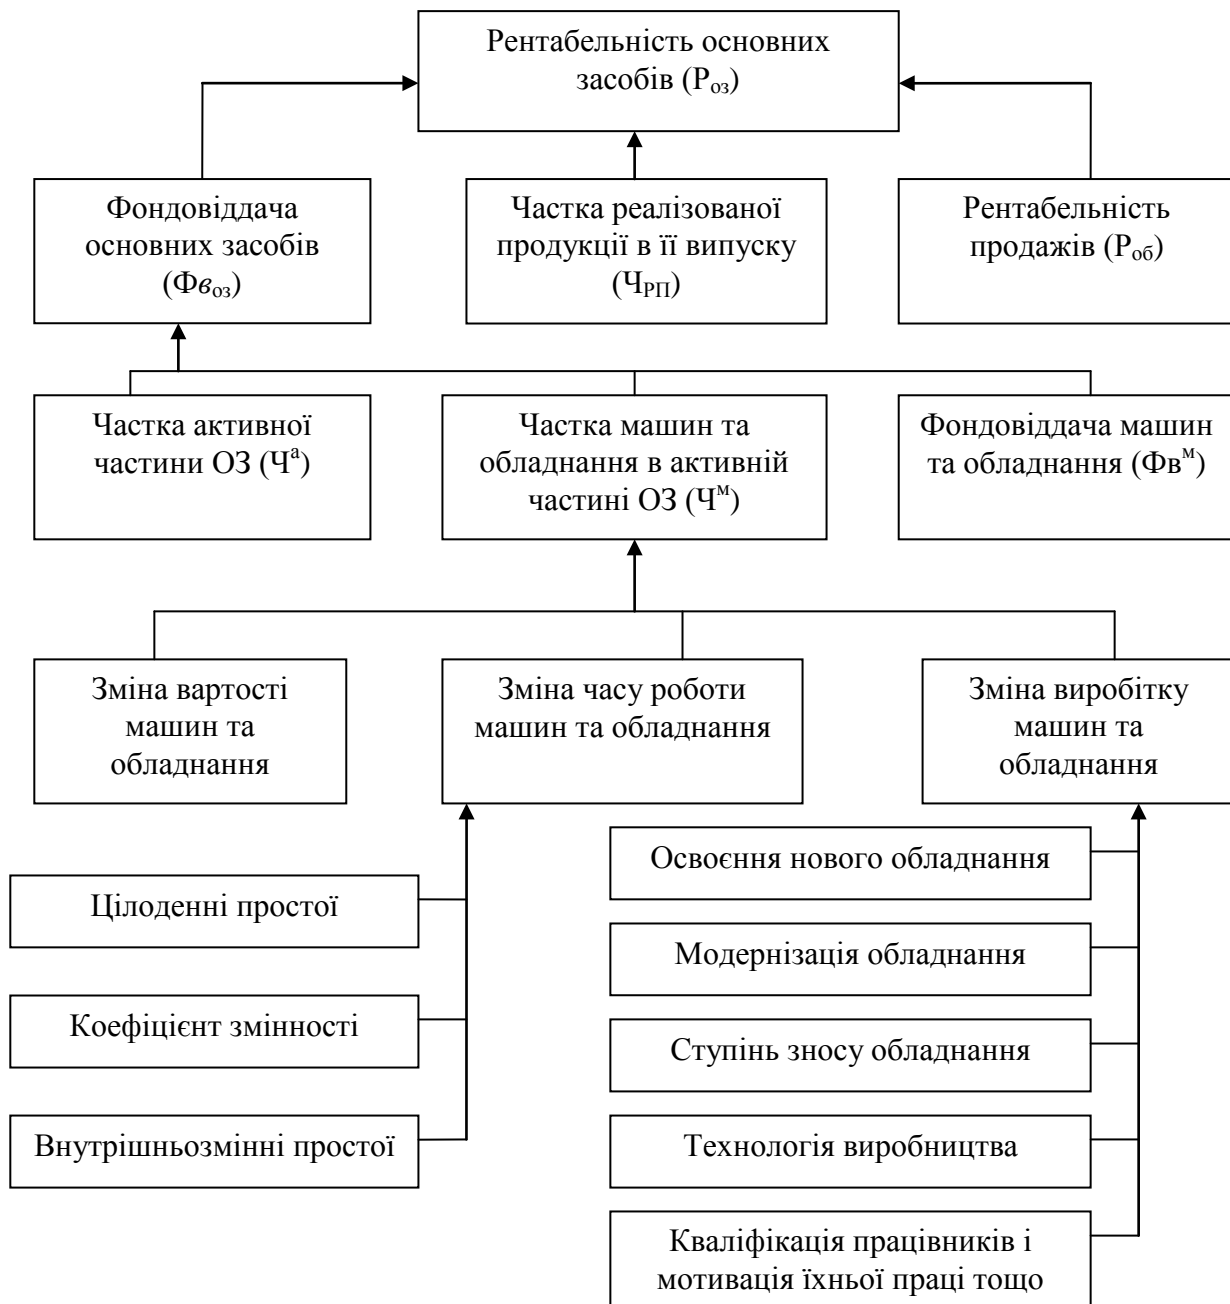 Рентабельність основних
засобів (Роз)
Фондовіддача
основних засобів
(Фвоз)
Частка реалізованої
продукції в її випуску
(ЧРП)
Рентабельність
продажів (Роб)
Частка активної
частини ОЗ (Ча)
Частка машин та
обладнання в активній
частині ОЗ (Чм)
Фондовіддача машин
та обладнання (Фвм)
Зміна вартості
машин та
обладнання
Зміна часу роботи
машин та обладнання
Зміна виробітку
машин та
обладнання
Цілоденні простої
Коефіцієнт змінності
Внутрішньозмінні простої
Освоєння нового обладнання
Модернізація обладнання
Ступінь зносу обладнання
Технологія виробництва
Кваліфікація працівників і
мотивація їхньої праці тощо